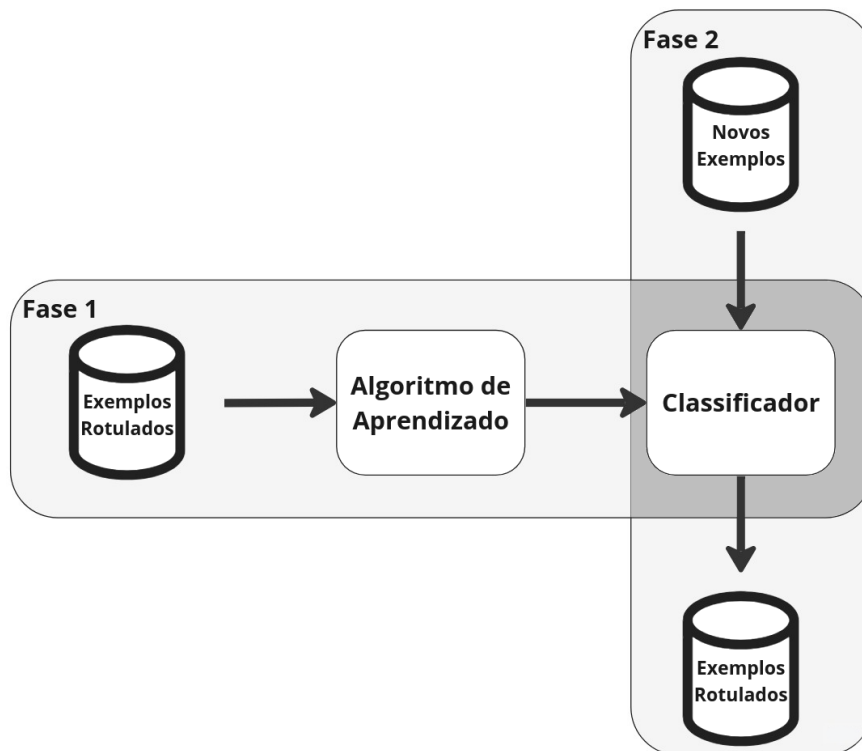 Fase 2
Novos
Exemplos
Fase 1
Exemplos
Rotulados
Algoritmo de
Aprendizado
Classificador
Exemplos
Rotulados